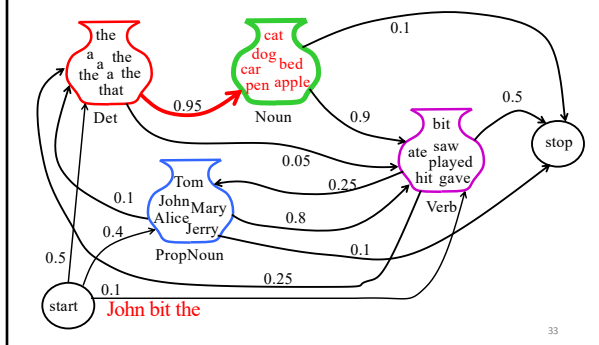 the
a the
a
the a the
that
Det
0.95
cat
dog
bed
car
pen apple
Noun
0.1
0.9
0.5
bit
ate saw
played
hit gave
Verb
stop
0.05
0.25
Tom
John
Mary
Alice
Jerry
PropNoun
0.1
0.8
0.4
0.1
0.5
0.25
0.1
start
John bit the
33